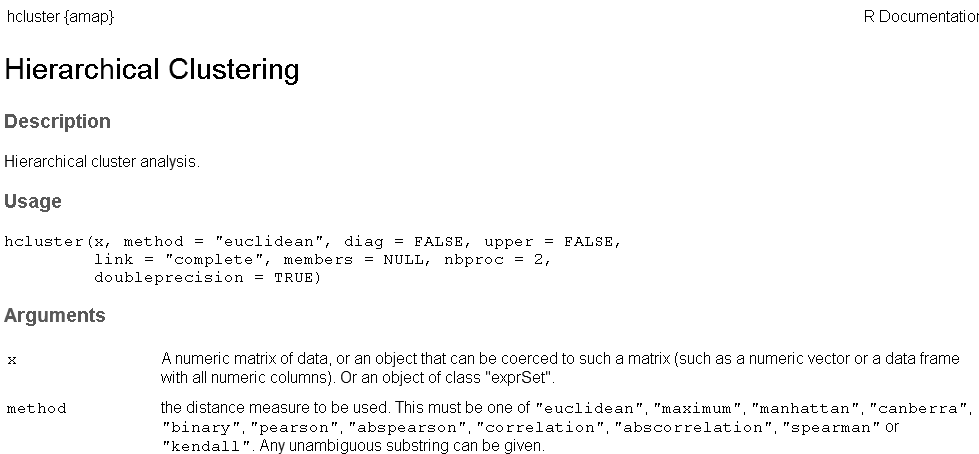 hcluster {amap} R Documentation
Hierarchical Clustering
Description
Hierarchical cluster analysis.
Usage
hcluster(x, method = "euclidean", diag = FALSE, upper = FALSE,
link = "complete", members = NULL, nbproc = 2,
doubleprecision = TRUE)
Arguments
x A numeric matrix of data, or an object that can be coerced to such a matrix (such as a numeric vector or a data frame
with all numeric columns). Or an object of class "exprSet".
method the distance measure to be used. This must be one of "euclidean", "maximum", "manhattan", "canberra",
"binary", "pearson", "abspearson", "correlation", "abscorrelation", "spearman" or
"kendall". Any unambiguous substring can be given.